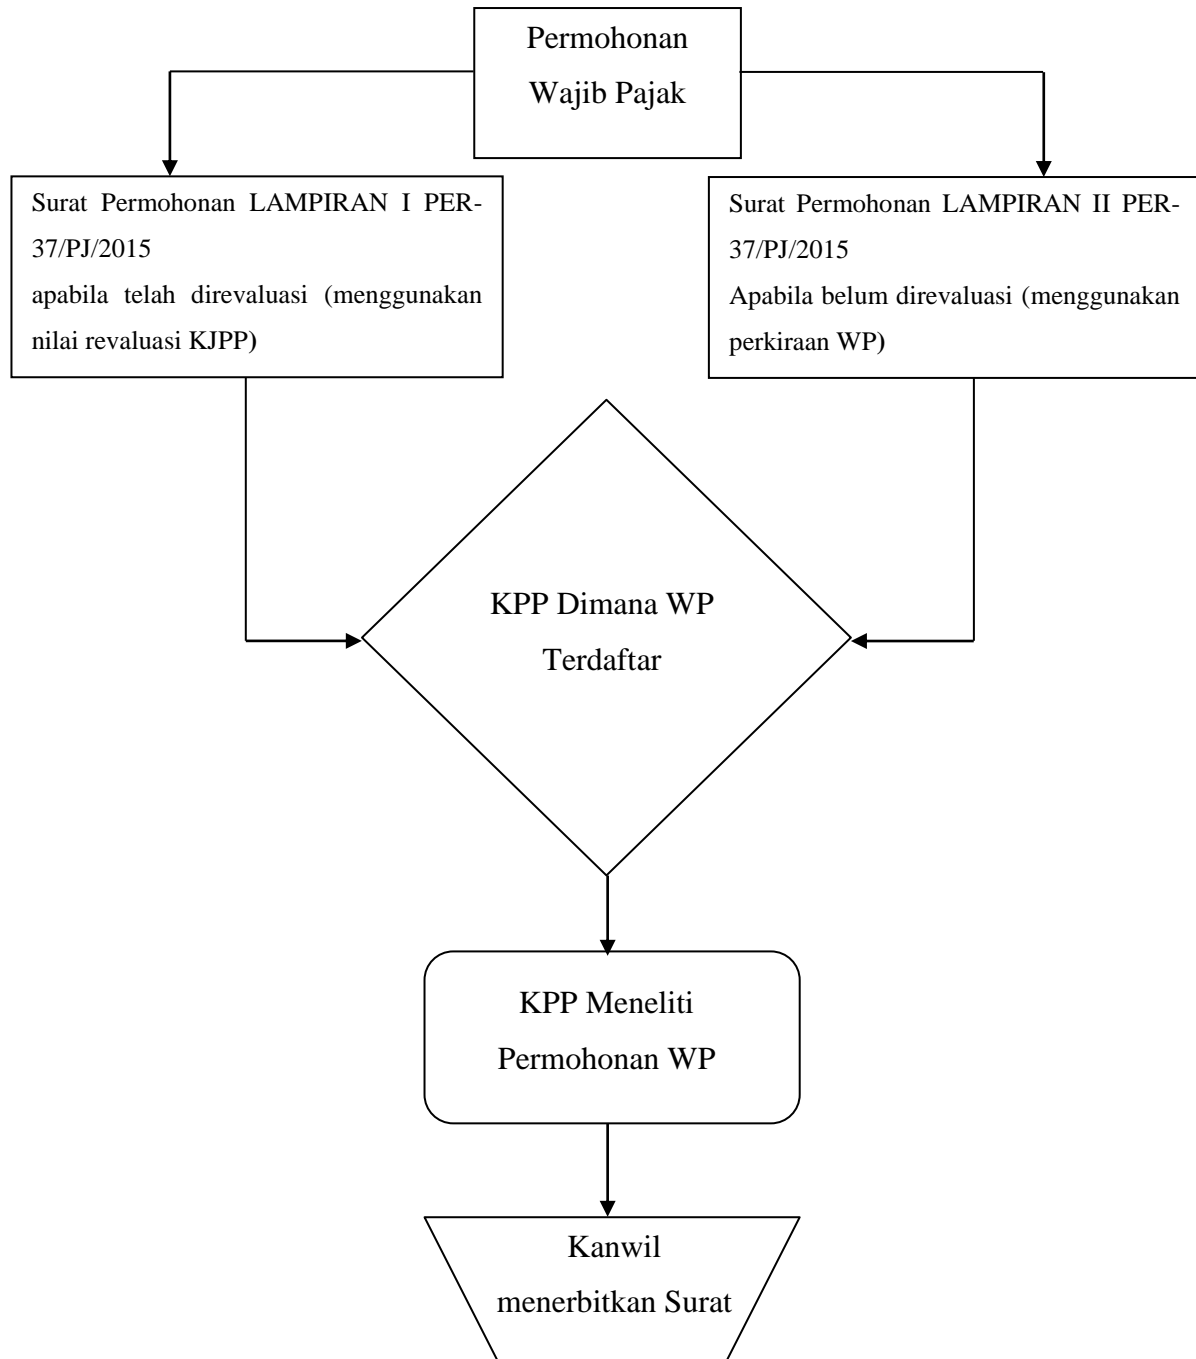 Permohonan
Wajib Pajak
Surat Permohonan LAMPIRAN I PER-
37/PJ/2015
apabila telah direvaluasi (menggunakan
nilai revaluasi KJPP)
Surat Permohonan LAMPIRAN II PER-
37/PJ/2015
Apabila belum direvaluasi (menggunakan
perkiraan WP)
KPP Dimana WP
Terdaftar
KPP Meneliti
Permohonan WP
Kanwil
menerbitkan Surat